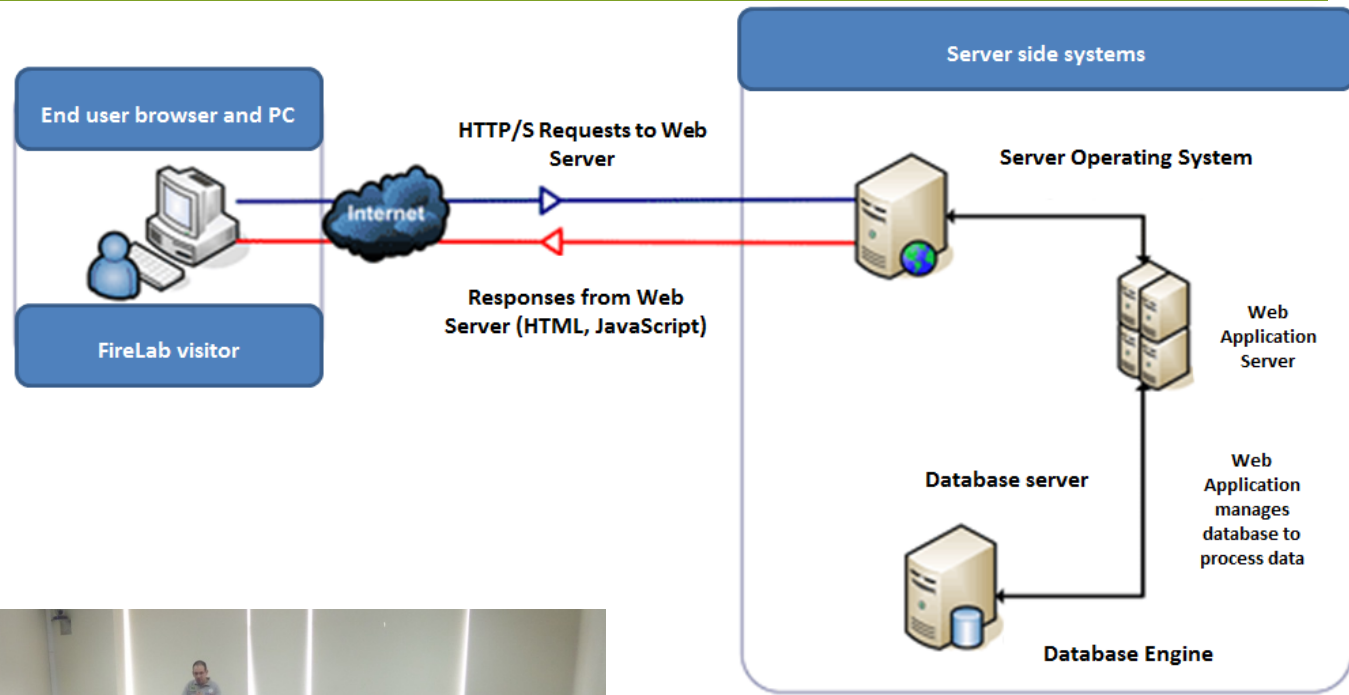 Server side systems
End user browser and PC
HTTP/S Requests to Web
Server
Server Operating System
Internet
Responses from Web
Server (HTML, JavaScript)
FireLab visitor
Web
Application
Server
Web
Application
manages
database to
process data
Database server
Database Engine